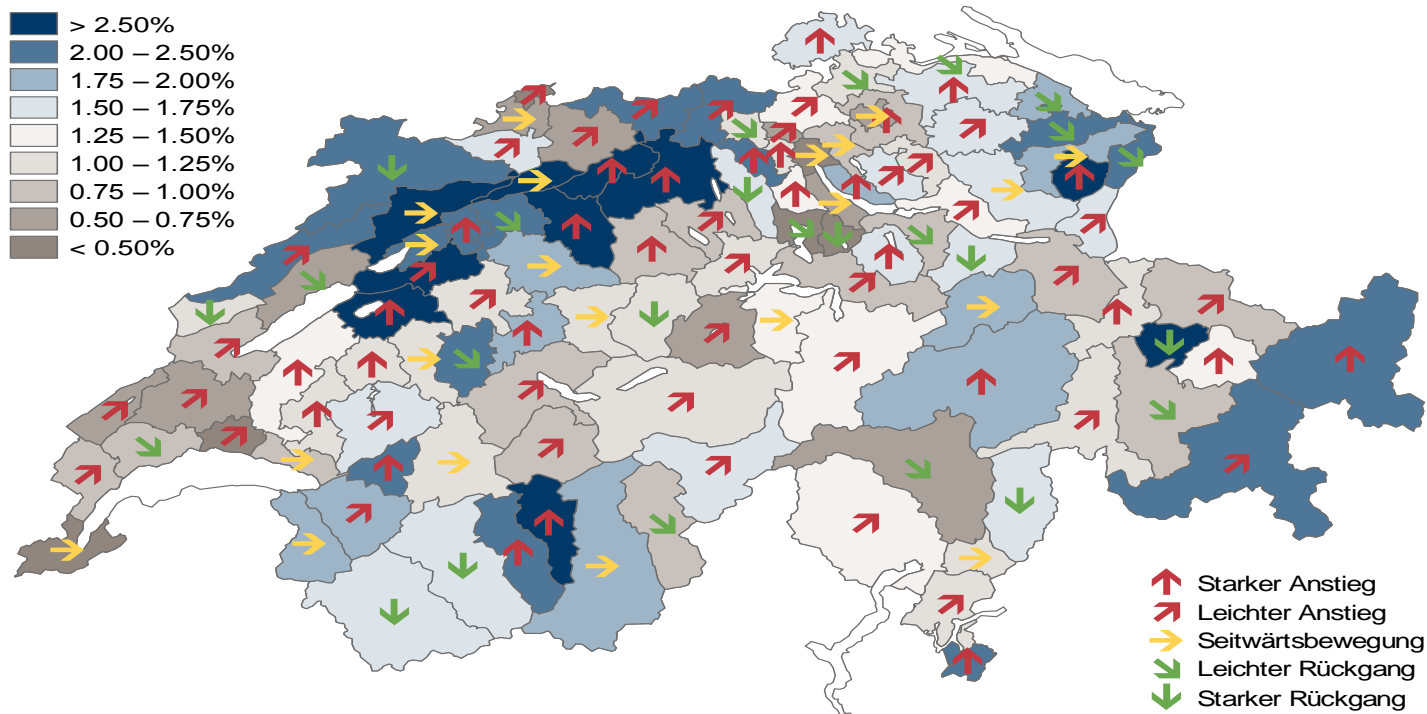 > 2.50%
2.00 – 2.50%
1.75 – 2.00%
1.50 – 1.75%
1.25 – 1.50%
1.00 – 1.25%
0.75 – 1.00%
0.50 – 0.75%
< 0.50%
Starker Anstieg
Leichter Anstieg
Seitwärtsbewegung
Leichter Rückgang
Starker Rückgang